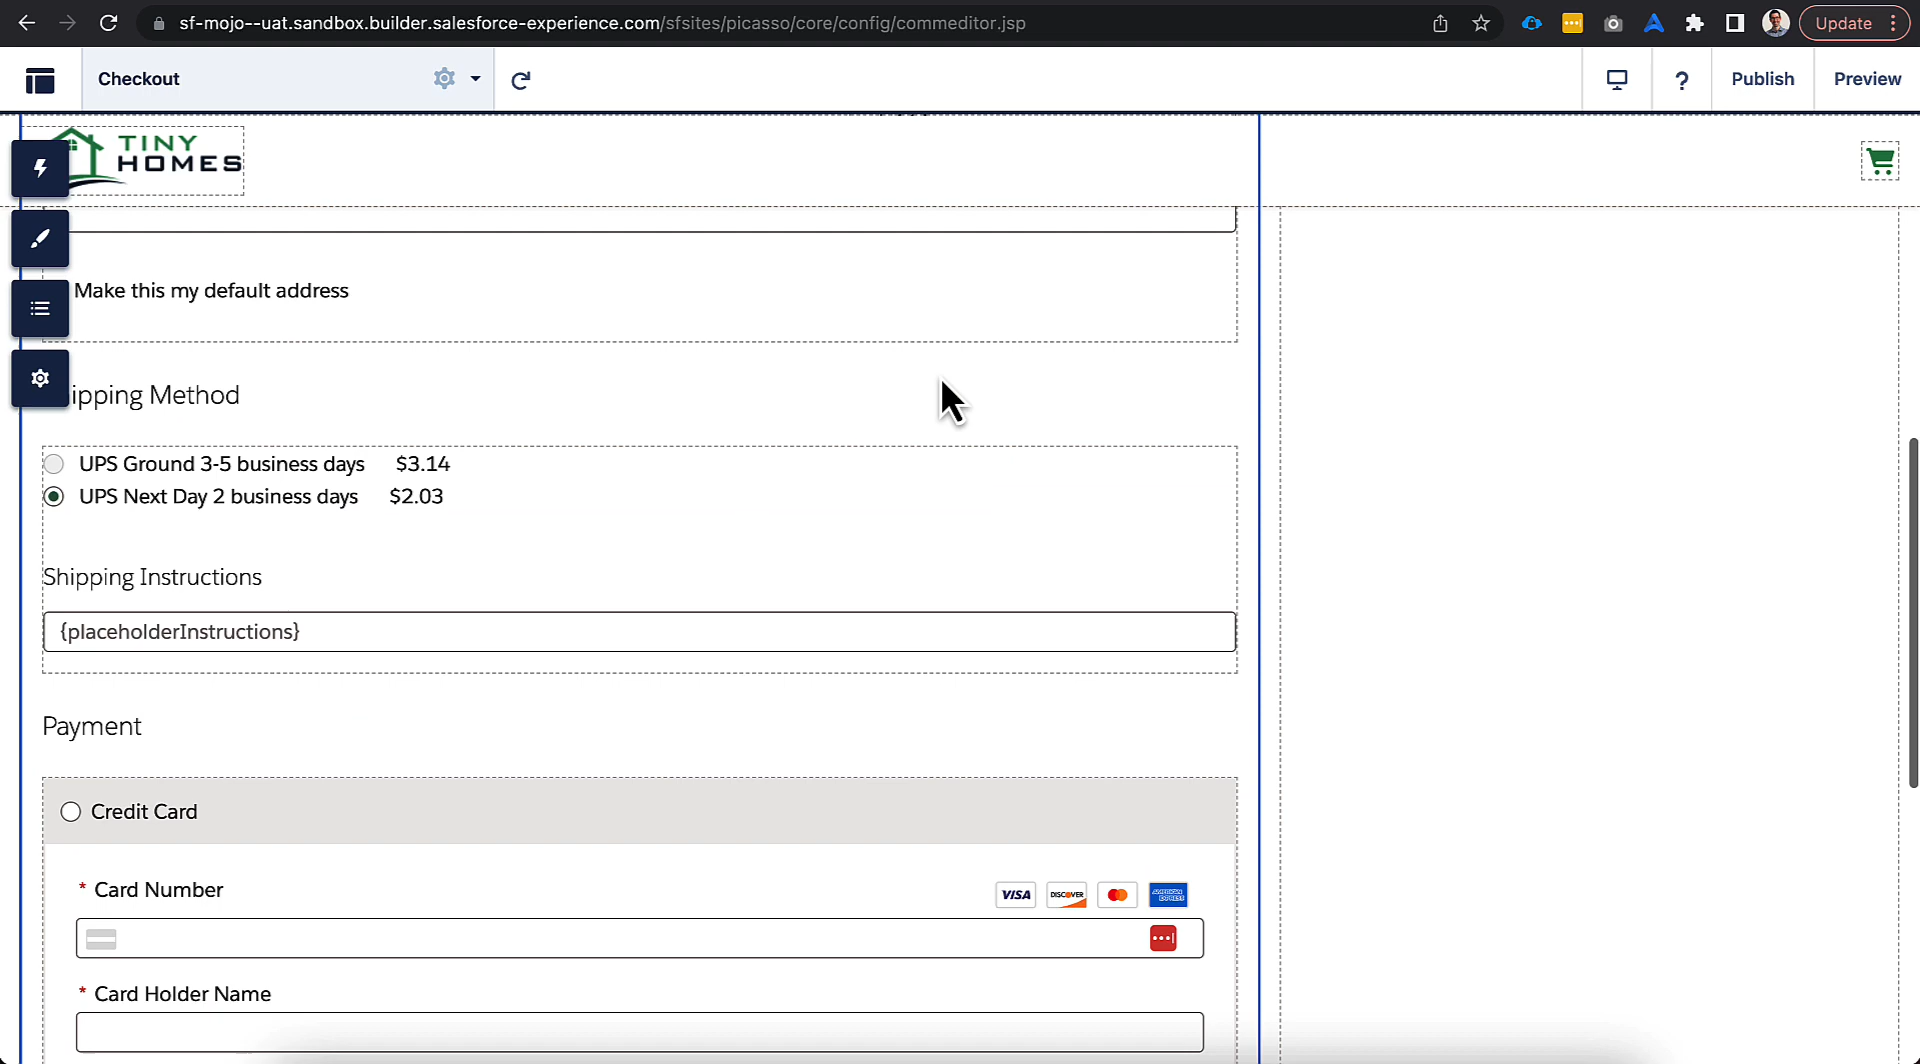 sf-mojo--uat.sandbox.builder.salesforce-experience.com/sfsites/picasso/core/config/commeditor.jsp
Update
Checkout
?
Publish
Preview
TINY
HOMES
Make this my default address
ipping Method
UPS Ground 3-5 business days $3.14
UPS Next Day 2 business days $2.03
Shipping Instructions
{placeholderInstructions}
Payment
Credit Card
* Card Number
VISA
DISCOVER
AMERICAN EXPRESS
* Card Holder Name